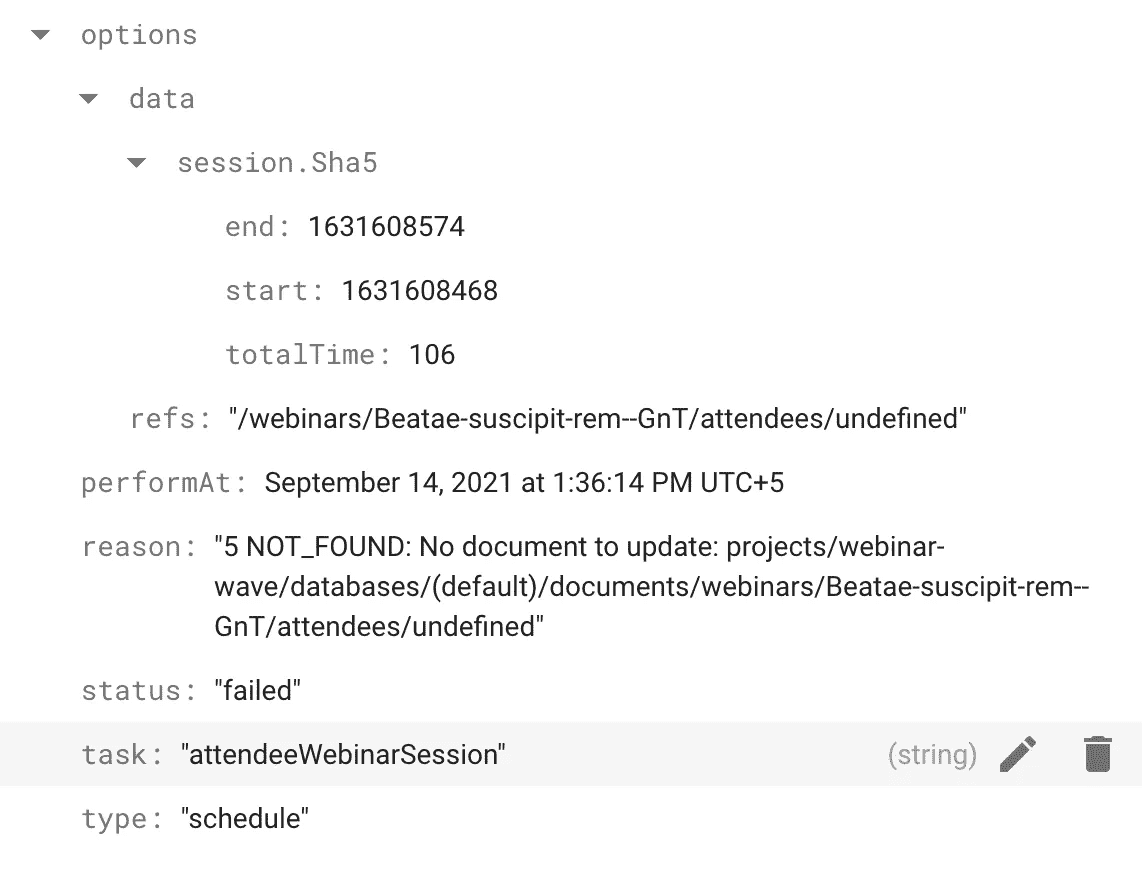 options
data
session.Sha5
end: 1631608574
start: 1631608468
totalTime: 106
refs: "/webinars/Beatae-suscipit-rem--GnT/attendees/undefined"
performAt: September 14, 2021 at 1:36:14 PM UTC+5
reason: "5 NOT_FOUND: No document to update: projects/webinar-
wave/databases/(default)/documents/webinars/Beatae-suscipit-rem--
GnT/attendees/undefined"
status: "failed"
task: "attendeeWebinarSession" (string)
type: "schedule"